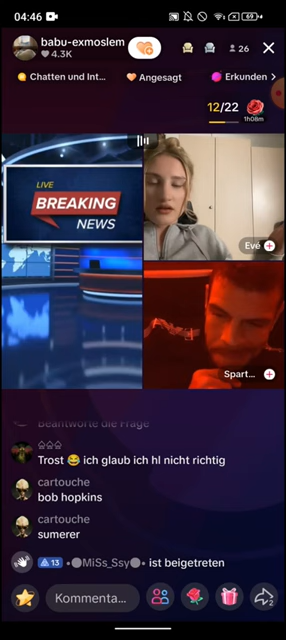 04:46
69
babu-exmoslem
4.3K
26
Chatten und Int...
Angesagt
Erkunden
12/22
1h08m
LIVE
BREAKING
NEWS
Evé
Spart...
Beantworte die Frage
Trost 😂 ich glaub ich hl nicht richtig
cartouche
bob hopkins
cartouche
sumerer
13 •⚫MiSs_Ssy⚫• ist beigetreten
Kommenta...
2